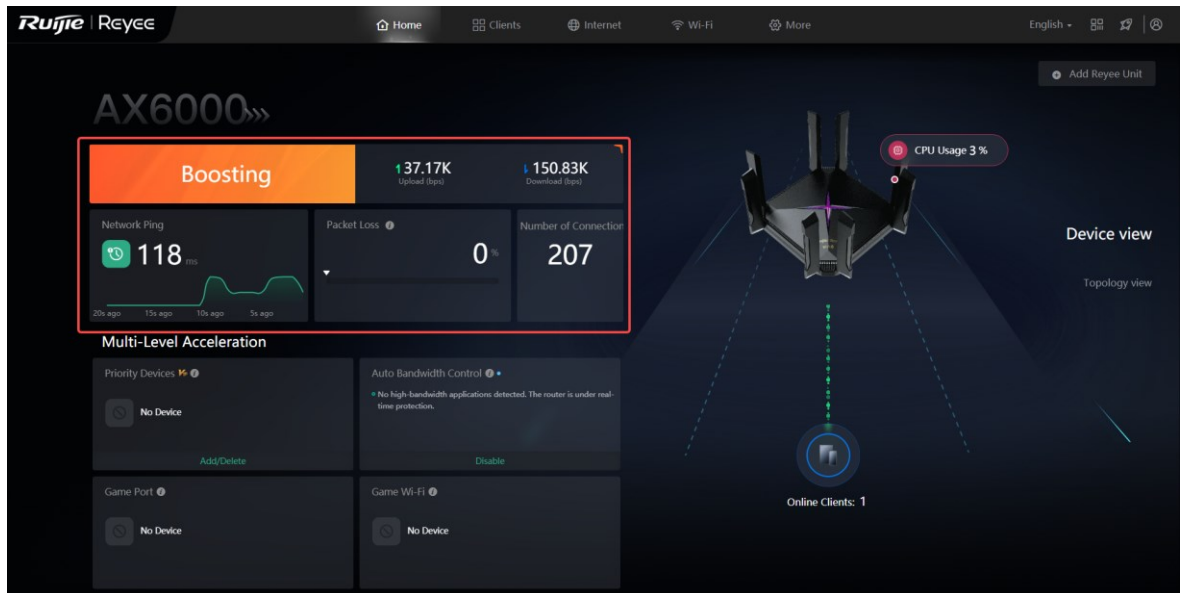 Ruijie | Reyee
Home
Clients
Internet
Wi-Fi
More
English
Add Reyee Unit
AX6000
Boosting
37.17K
Upload (bps)
150.83K
Download (bps)
CPU Usage 3 %
Network Ping
118 ms
20s ago 15s ago 10s ago 5s ago
Packet Loss
0 %
Number of Connection
207
Device view
Topology view
Multi-Level Acceleration
Priority Devices
No Device
Add/Delete
Auto Bandwidth Control
No high-bandwidth applications detected. The router is under real-
time protection.
Disable
Game Port
No Device
Game Wi-Fi
No Device
Online Clients: 1